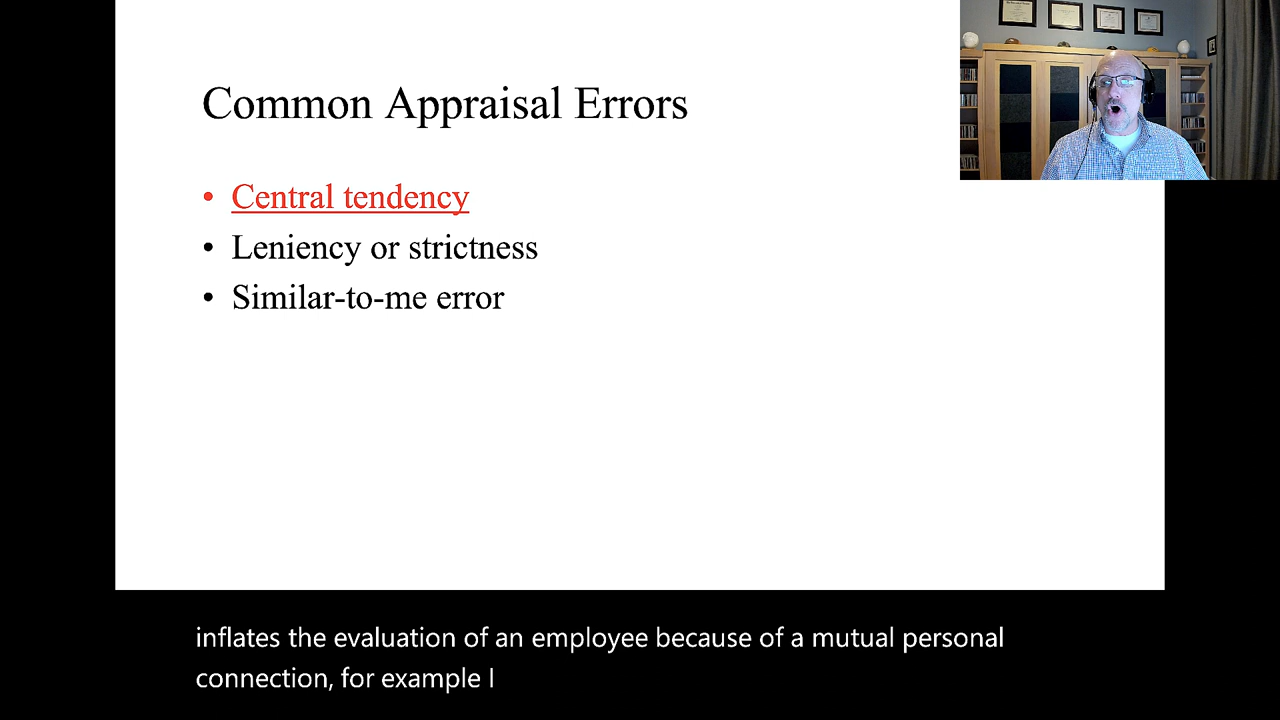 Common Appraisal Errors
• Central tendency
• Leniency or strictness
• Similar-to-me error
inflates the evaluation of an employee because of a mutual personal
connection, for example I